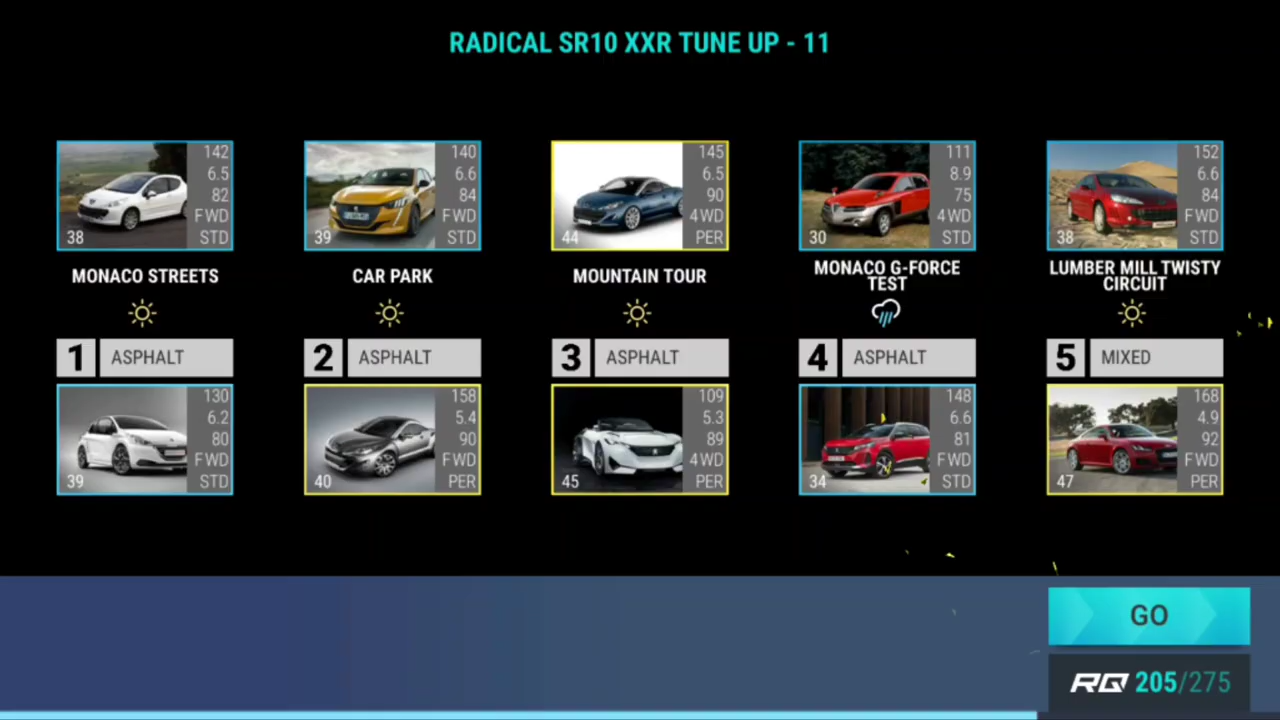 RADICAL SR10 XXR TUNE UP - 11
142
6.5
82
FWD
STD
38
140
6.6
84
FWD
STD
39
145
6.5
90
4WD
PER
44
111
8.9
75
4WD
STD
30
152
6.6
84
FWD
STD
38
MONACO STREETS
CAR PARK
MOUNTAIN TOUR
MONACO G-FORCE
TEST
LUMBER MILL TWISTY
CIRCUIT
1 ASPHALT
2 ASPHALT
3 ASPHALT
4 ASPHALT
5 MIXED
130
6.2
80
FWD
STD
39
158
5.4
90
FWD
PER
40
109
5.3
89
4WD
PER
45
148
6.6
81
FWD
STD
34
168
4.9
92
FWD
PER
47
GO
RQ 205/275